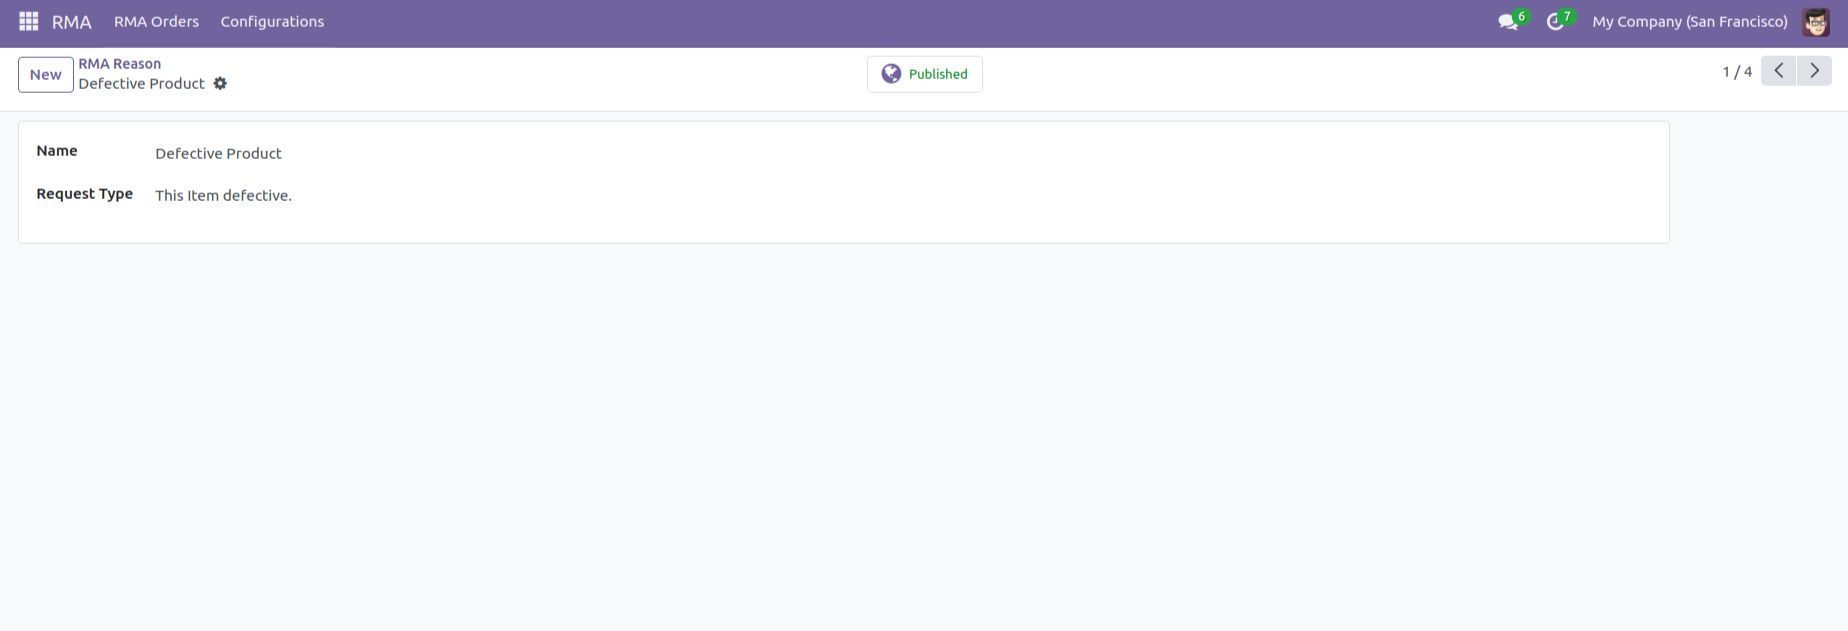 RMA RMA Orders Configurations 6 7 My Company (San Francisco)
New RMA Reason
Defective Product
Published
1 / 4
Name Defective Product
Request Type This Item defective.